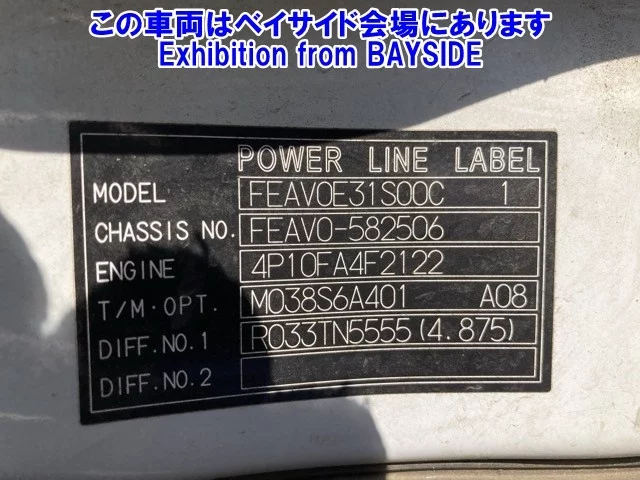 この車両はベイサイド会場にあります
Exhibition from BAYSIDE
POWER LINE LABEL
MODEL FEAV0E31S00C 1
CHASSIS NO. FEAV0-582506
ENGINE 4P10FA4F2122
T/M·OPT. M038S6A401 A08
DIFF.NO.1 R033TN5555(4.875)
DIFF.NO.2